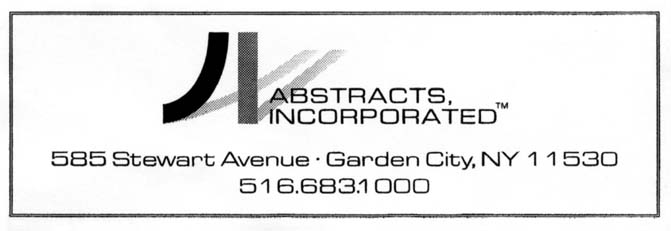 ABSTRACTS,
INCORPORATED™
585 Stewart Avenue · Garden City, NY 11530
516.683.1000